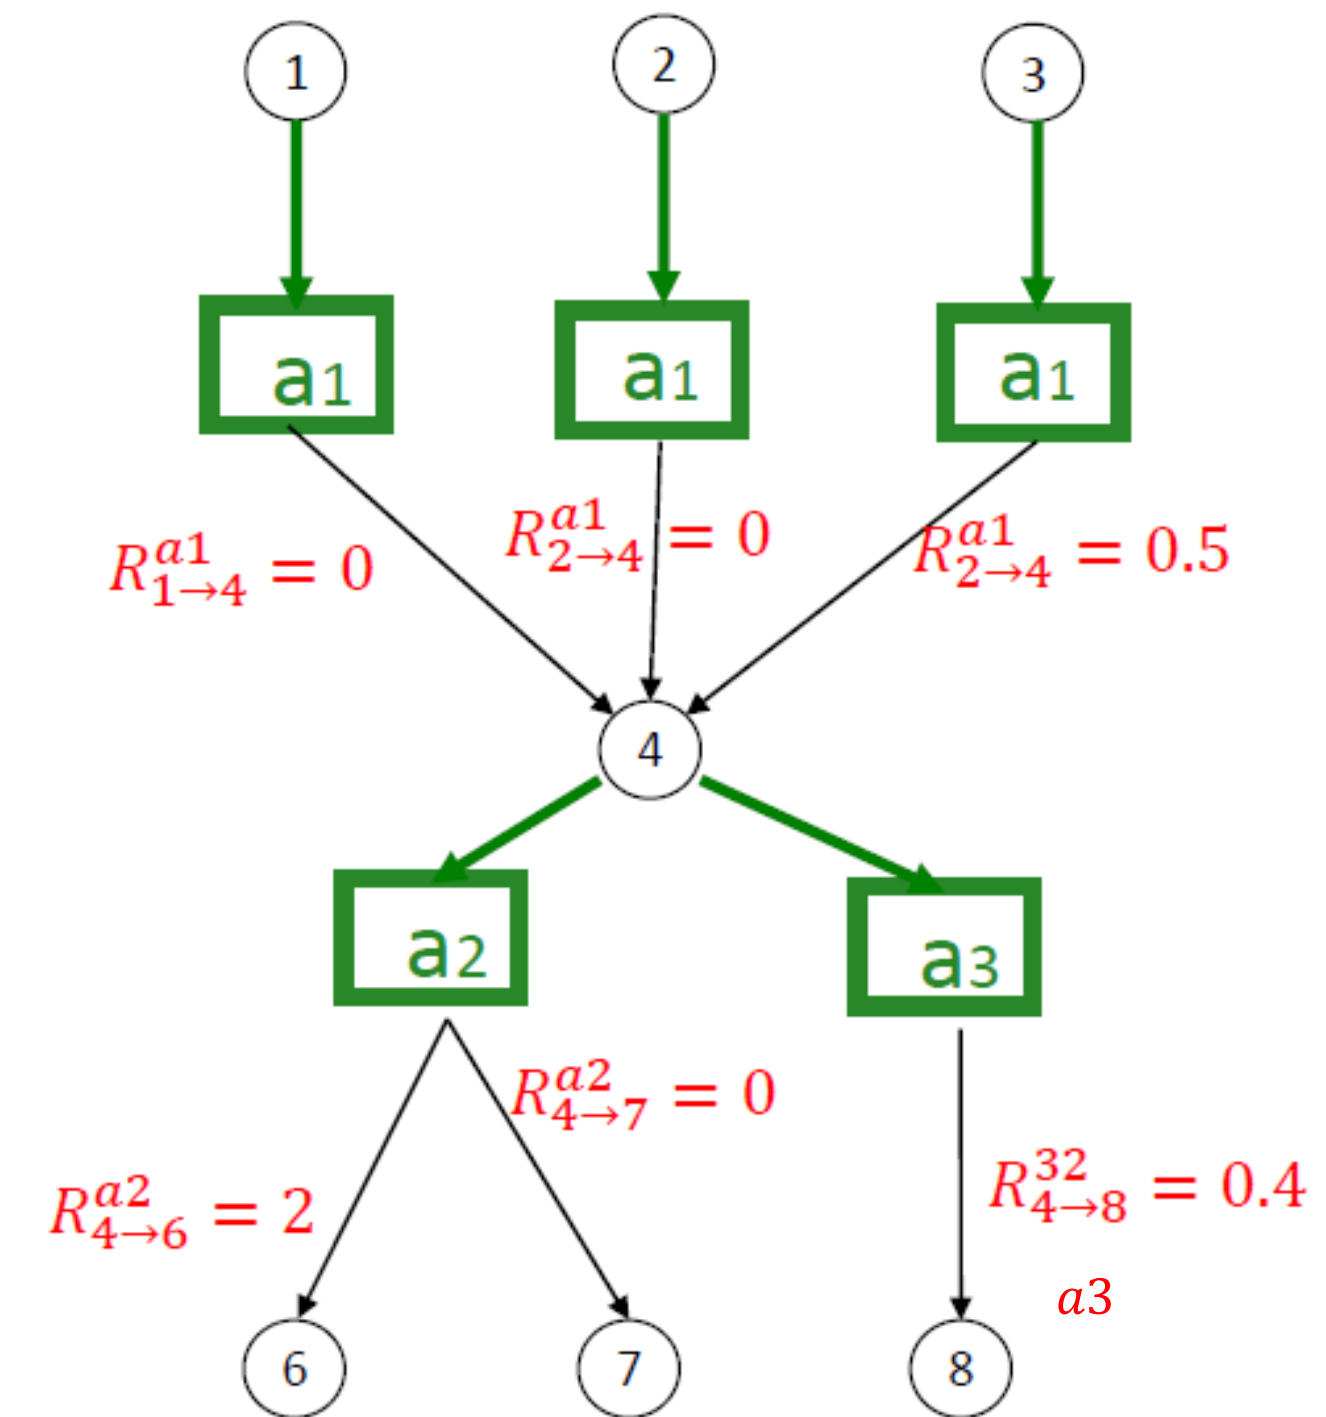 1
2
3
a1
a1
a1
R^{a1}_{1→4} = 0
R^{a1}_{2→4} = 0
R^{a1}_{2→4} = 0.5
4
a2
a3
R^{a2}_{4→7} = 0
R^{a2}_{4→6} = 2
R^{32}_{4→8} = 0.4
a3
6
7
8